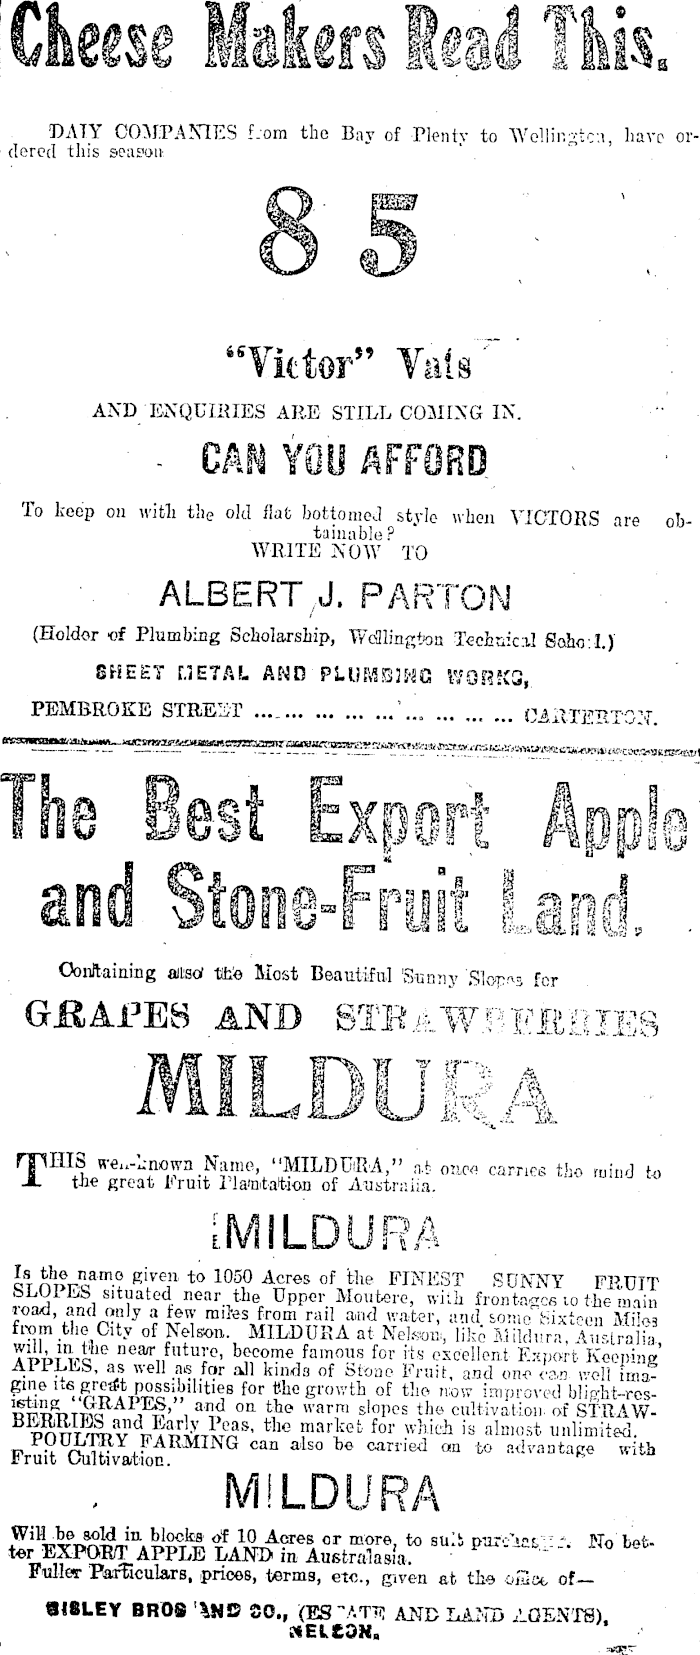 Cheese Makers Read This.
DAIY COMPANIES from the Bay of Plenty to Wellington, have or-
dered this season
8 5
"Victor" Vats
AND ENQUIRIES ARE STILL COMING IN.
CAN YOU AFFORD
To keep on with the old flat bottomed style when VICTORS are ob-
tainable?
WRITE NOW TO
ALBERT J. PARTON
(Holder of Plumbing Scholarship, Wellington Technical School.)
SHEET METAL AND PLUMBING WORKS,
PEMBROKE STREET ... ... ... ... ... ... ... ... ... CARTERTON.
The Best Export Apple
and Stone-Fruit Land.
Containing also the Most Beautiful Sunny Slopes for
GRAPES AND STRAWBERRIES
MILDURA
THIS well-known Name, "MILDURA," at once carries the mind to
the great Fruit Plantation of Australia.
MILDURA
Is the name given to 1050 Acres of the FINEST SUNNY FRUIT
SLOPES situated near the Upper Moutere, with frontages to the main
road, and only a few miles from rail and water, and some Sixteen Miles
from the City of Nelson. MILDURA at Nelson, like Mildura, Australia,
will, in the near future, become famous for its excellent Export Keeping
APPLES, as well as for all kinds of Stone Fruit, and one can well ima-
gine its great possibilities for the growth of the now improved blight-res-
isting "GRAPES," and on the warm slopes the cultivation of STRAW-
BERRIES and Early Peas, the market for which is almost unlimited.
POULTRY FARMING can also be carried on to advantage with
Fruit Cultivation.
MILDURA
Will be sold in blocks of 10 Acres or more, to suit purchasers. No bet-
ter EXPORT APPLE LAND in Australasia.
Fuller Particulars, prices, terms, etc., given at the office of—
BISLEY BROS AND CO., (ESTATE AND LAND AGENTS),
NELSON.